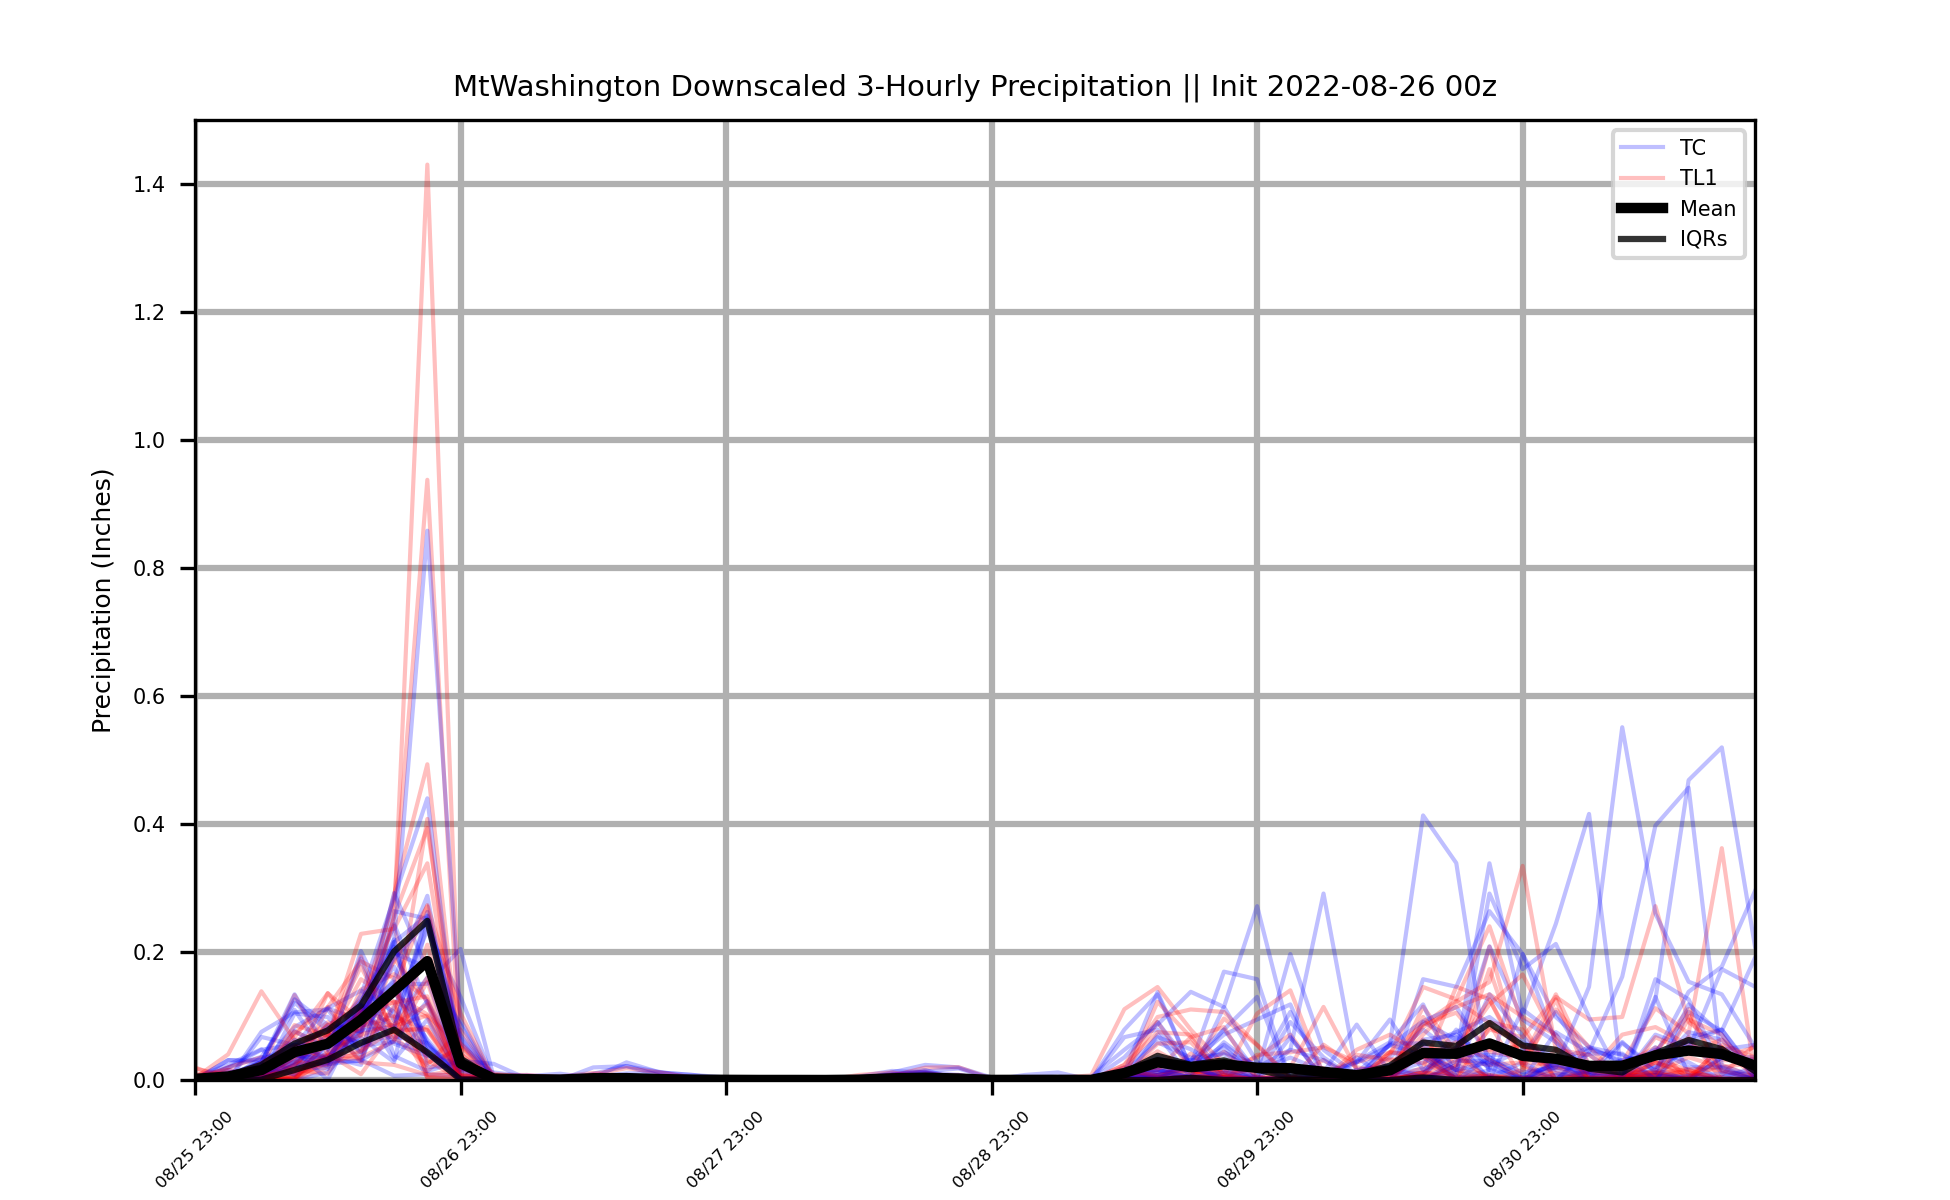 MtWashington Downscaled 3-Hourly Precipitation || Init 2022-08-26 00z
TC
TL1
Mean
IQRs
Precipitation (Inches)
1.4
1.2
1.0
0.8
0.6
0.4
0.2
0.0
08/25 23:00
08/26 23:00
08/27 23:00
08/28 23:00
08/29 23:00
08/30 23:00